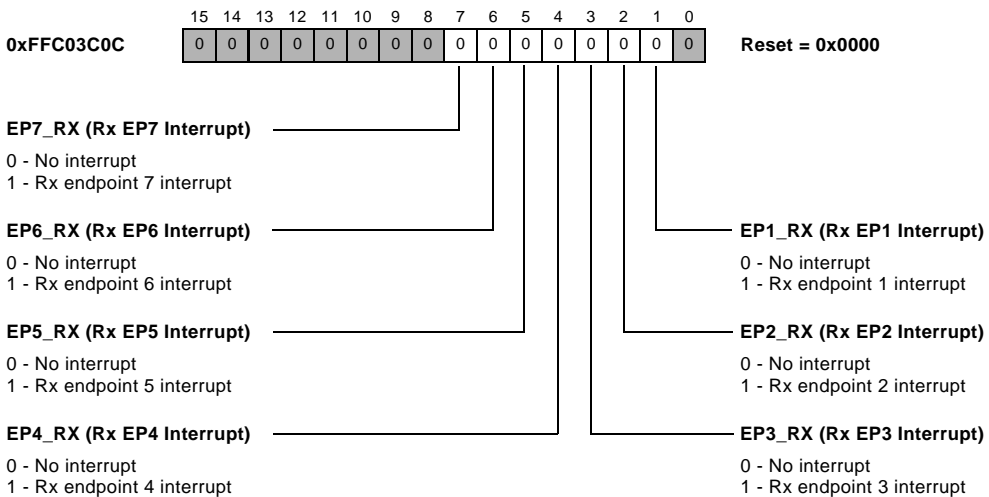 15 14 13 12 11 10 9 8 7 6 5 4 3 2 1 0
0xFFC03C0C 0 0 0 0 0 0 0 0 0 0 0 0 0 0 0 0 Reset = 0x0000
EP7_RX (Rx EP7 Interrupt)
0 - No interrupt
1 - Rx endpoint 7 interrupt
EP6_RX (Rx EP6 Interrupt)
0 - No interrupt
1 - Rx endpoint 6 interrupt
EP5_RX (Rx EP5 Interrupt)
0 - No interrupt
1 - Rx endpoint 5 interrupt
EP4_RX (Rx EP4 Interrupt)
0 - No interrupt
1 - Rx endpoint 4 interrupt
EP1_RX (Rx EP1 Interrupt)
0 - No interrupt
1 - Rx endpoint 1 interrupt
EP2_RX (Rx EP2 Interrupt)
0 - No interrupt
1 - Rx endpoint 2 interrupt
EP3_RX (Rx EP3 Interrupt)
0 - No interrupt
1 - Rx endpoint 3 interrupt